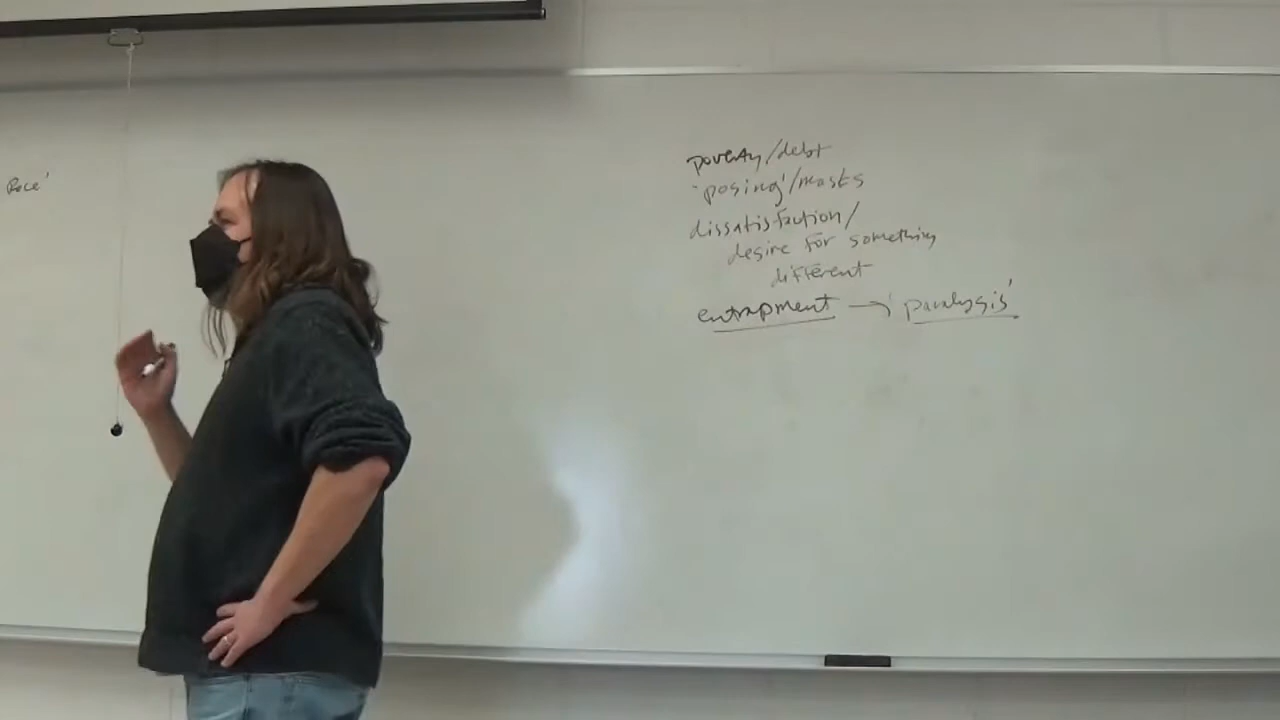 Race'
poverty/debt
'posing'/masks
dissatisfaction/
desire for something
different
entrapment → 'paralysis'